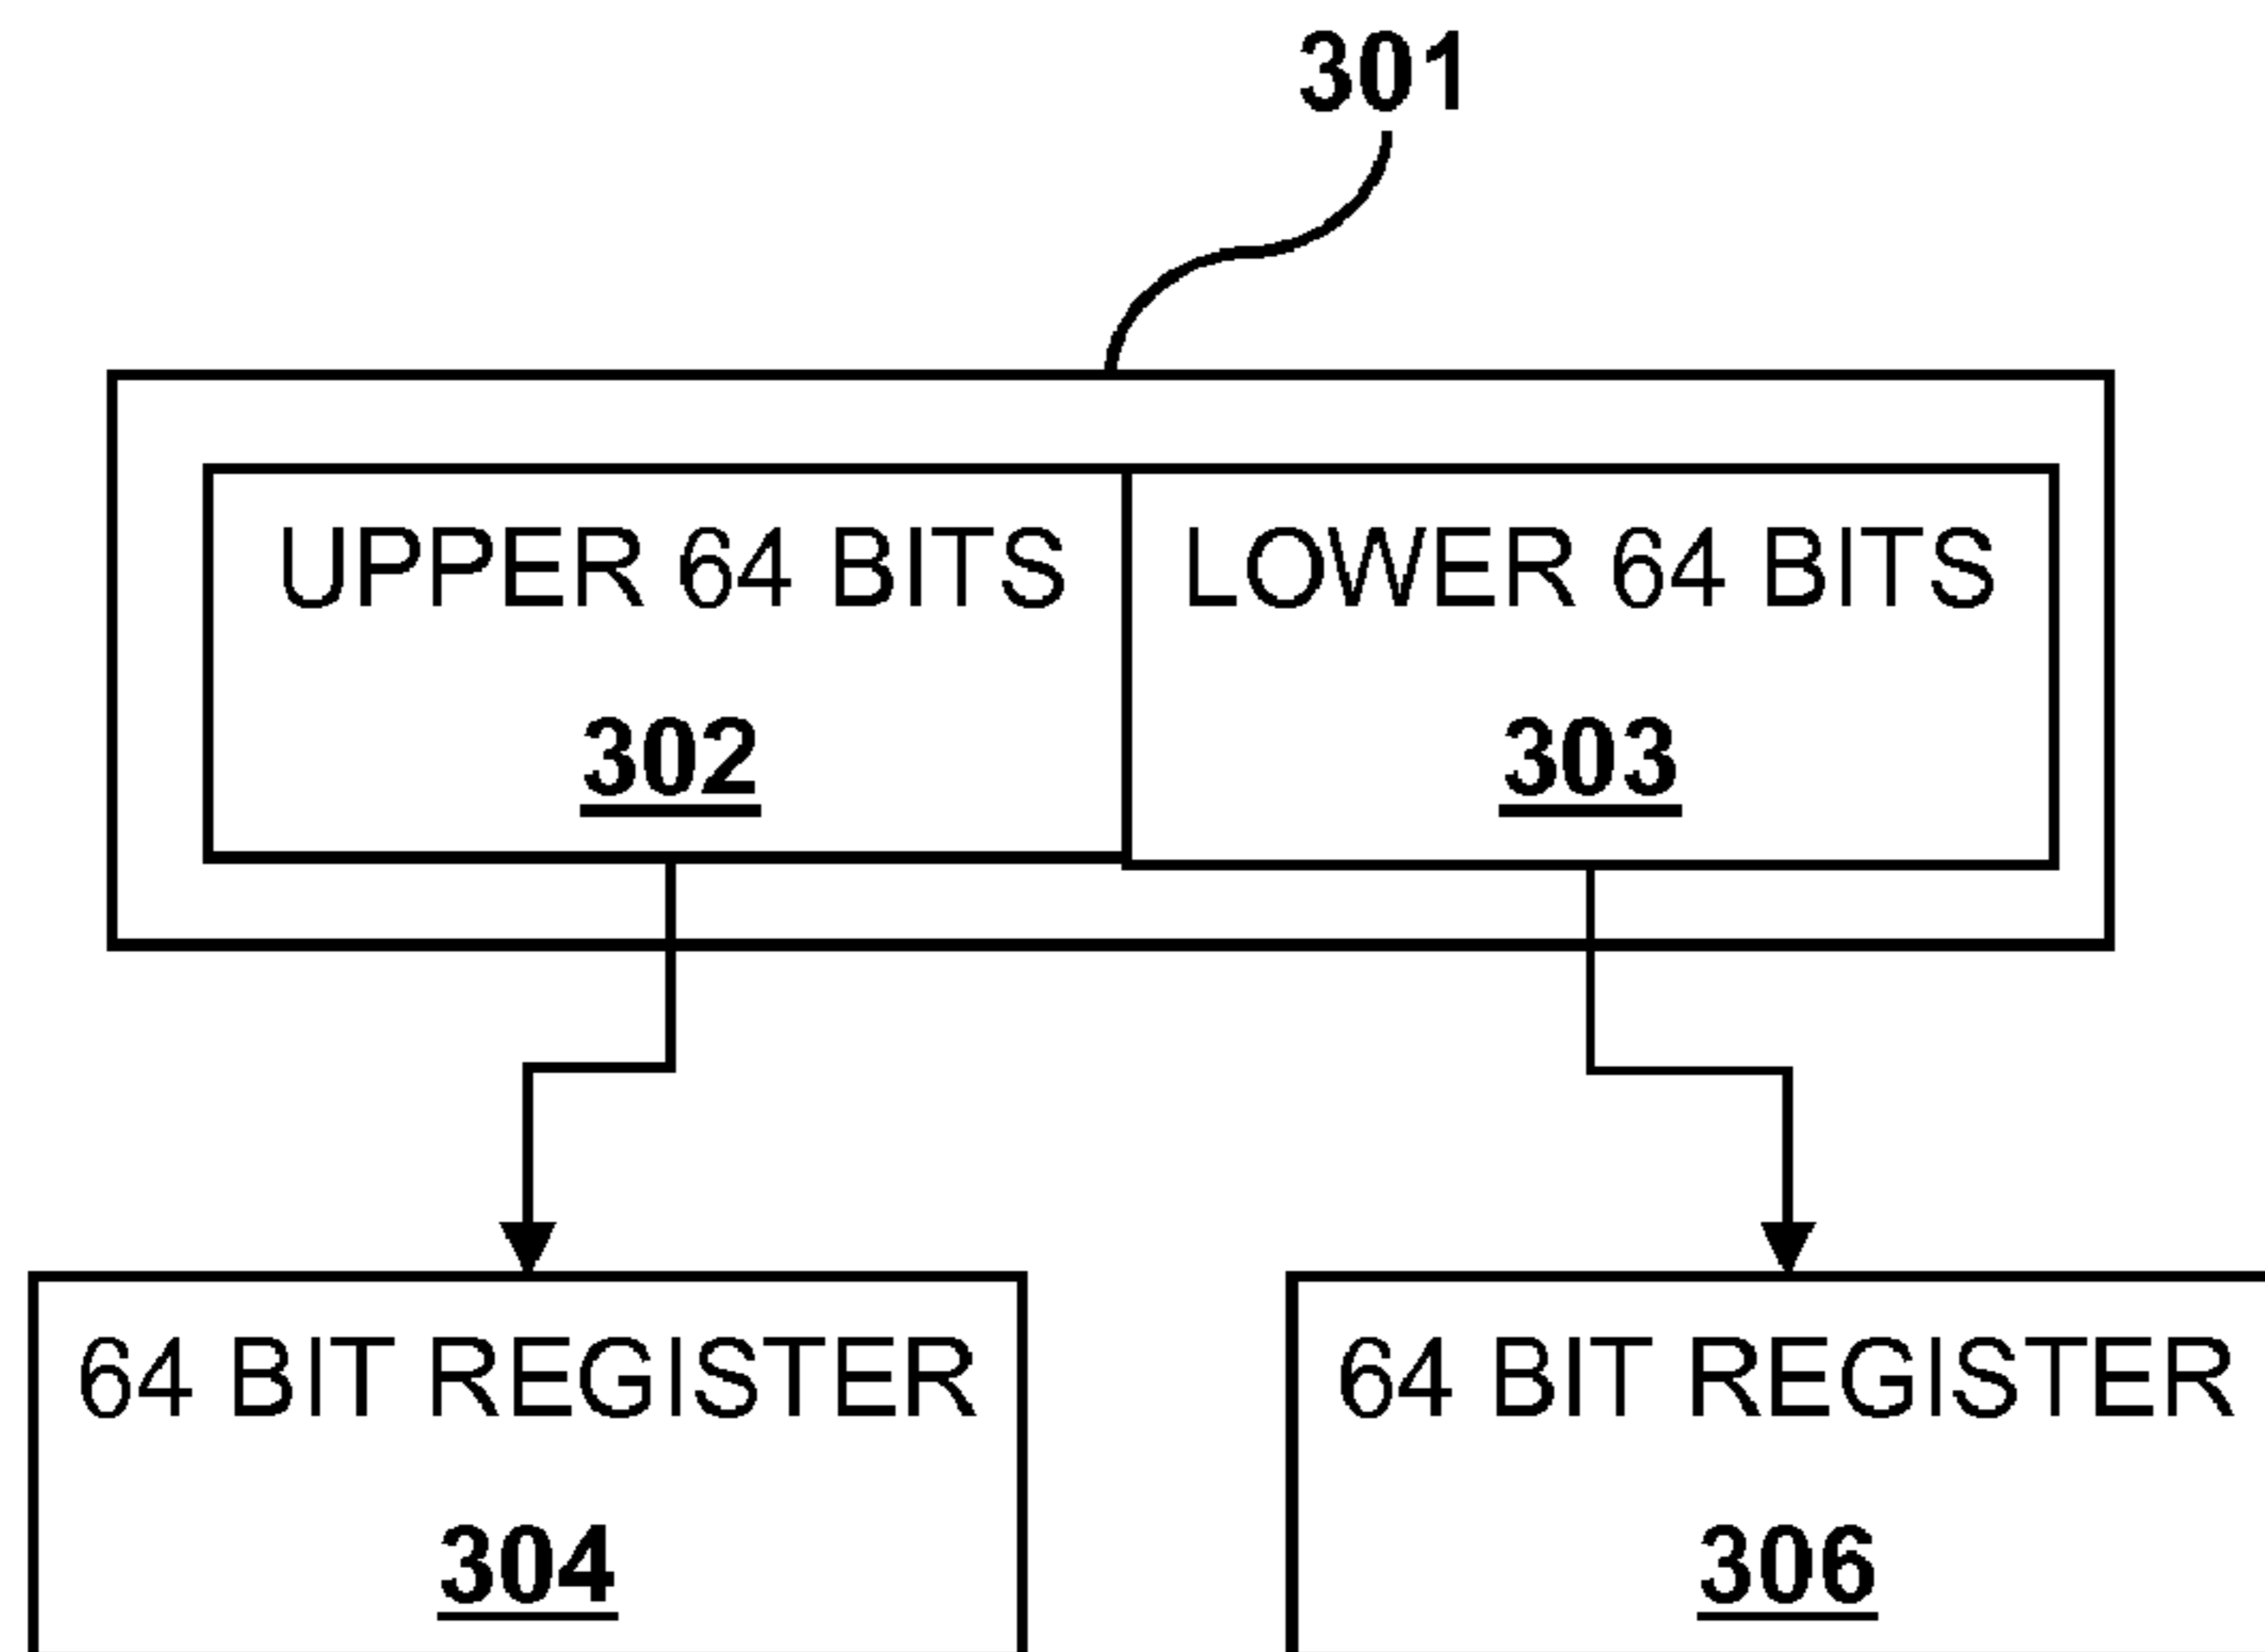 301
UPPER 64 BITS
302
LOWER 64 BITS
303
64 BIT REGISTER
304
64 BIT REGISTER
306